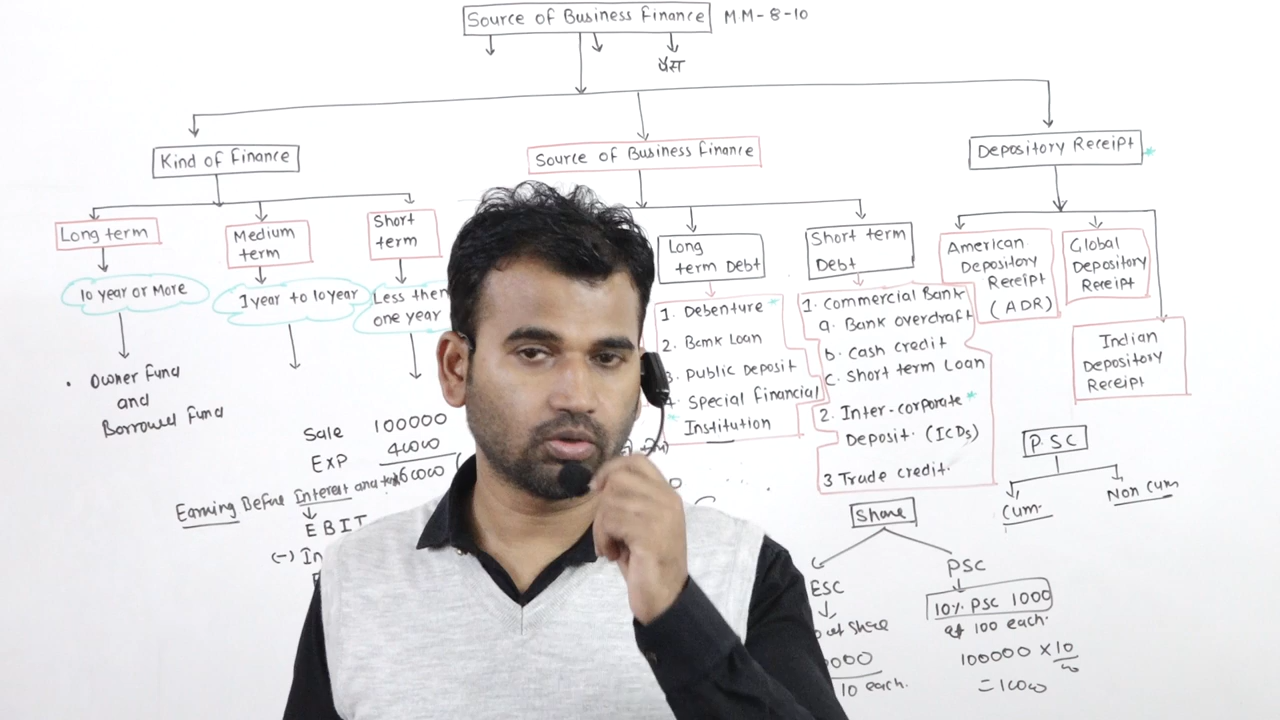 Source of Business Finance
MM-8-10
पैसा
Kind of Finance
Source of Business Finance
Depository Receipt *
Long term
Medium
term
Short
term
10 year or More
1 year to 10 year
Less then
one year
• Owner Fund
and
Borrowed Fund
Long
term Debt
1. Debenture *
2. Bank Loan
3. Public Deposit
4. Special Financial
* Institution
Short term
Debt
1. Commercial Bank
a. Bank overdraft
b. Cash credit
c. Short term Loan
2. Inter-corporate *
Deposit. (ICDs)
3 Trade credit.
American
Depository
Receipt
(ADR)
Global
Depository
Receipt
Indian
Depository
Receipt
Sale 100000
Exp 4000
Earning Before Interest and
EBIT
(-) In
Share
ESC
Share
10 each.
PSC
10% PSC 1000
of 100 each.
100000 × 10
P.SC
Cum.
Non Cum